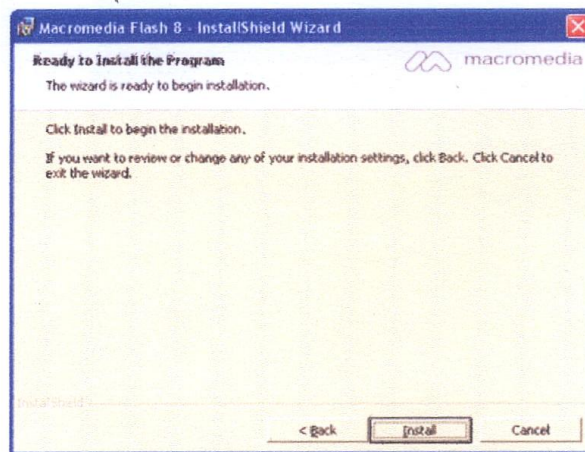 Macromedia Flash 8 - InstallShield Wizard
Ready to Install the Program
macromedia
The wizard is ready to begin installation.
Click Install to begin the installation.
If you want to review or change any of your installation settings, click Back. Click Cancel to
exit the wizard.
InstallShield
< Back
Install
Cancel